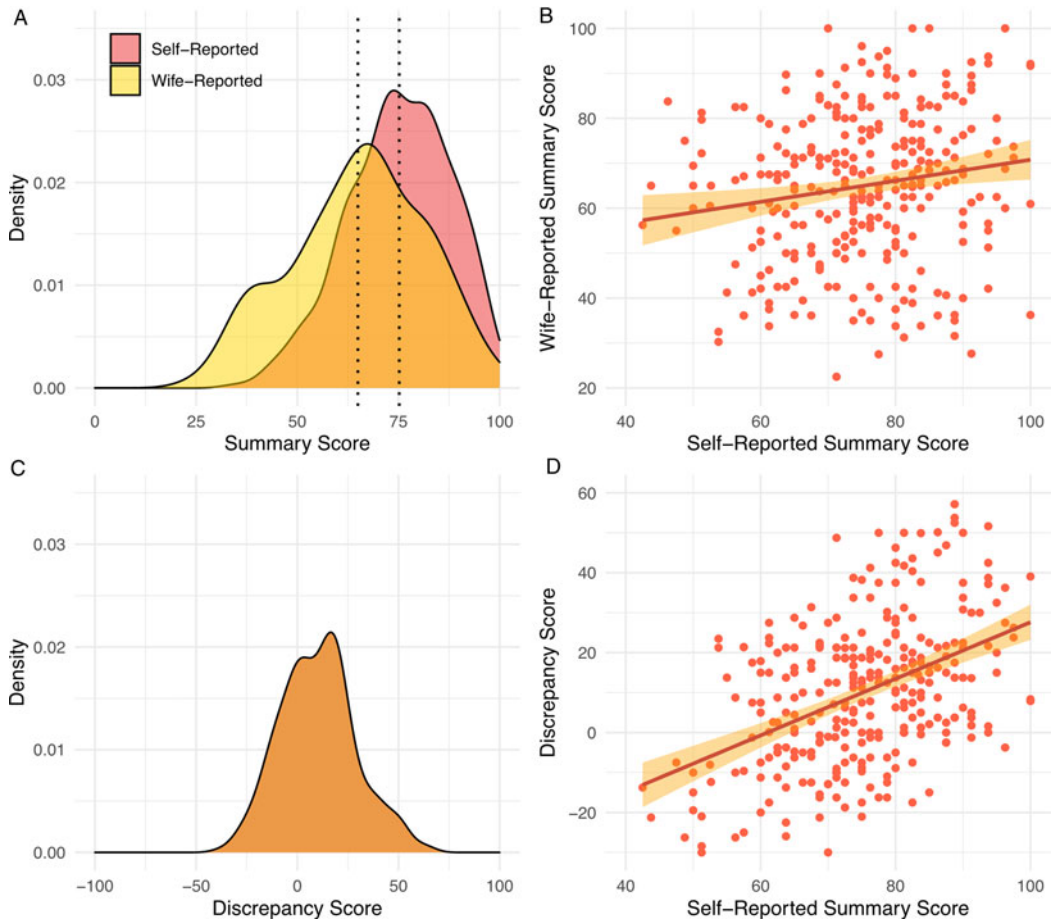 A
Self-Reported
Wife-Reported
0.03
0.02
0.01
0.00
Density
0
25
50
75
100
Summary Score
B
100
80
60
40
20
Wife-Reported Summary Score
40
60
80
100
Self-Reported Summary Score
C
0.03
0.02
0.01
0.00
Density
−100
−50
0
50
100
Discrepancy Score
D
60
40
20
0
−20
Discrepancy Score
40
60
80
100
Self-Reported Summary Score